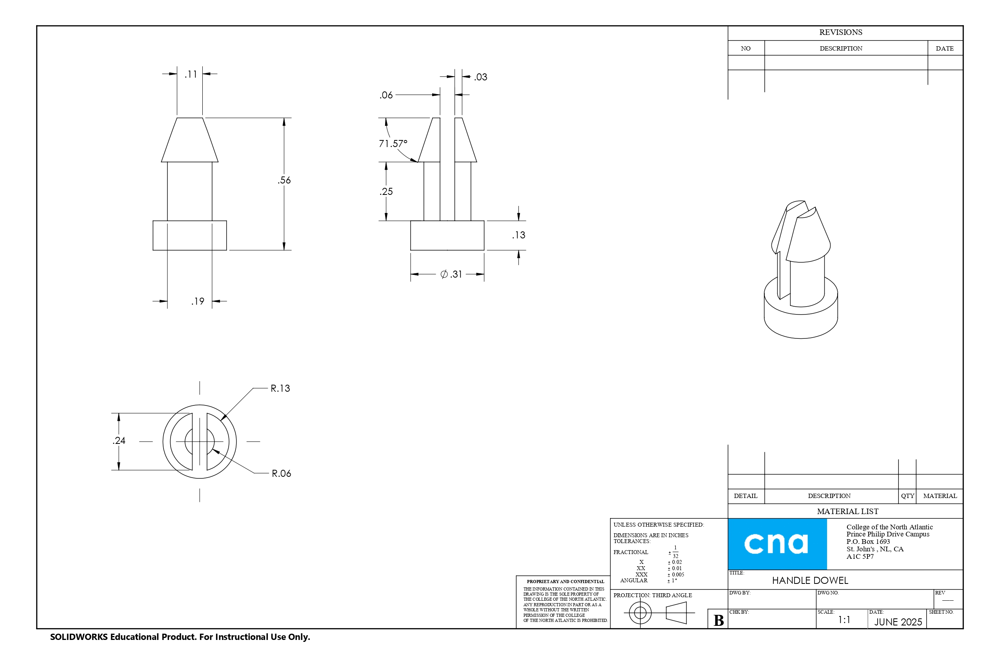 REVISIONS
NO DESCRIPTION DATE
.11
.03
.06
71.57°
.56
.25
.13
⌀.31
.19
R.13
.24
R.06
DETAIL DESCRIPTION QTY MATERIAL
MATERIAL LIST
UNLESS OTHERWISE SPECIFIED:
DIMENSIONS ARE IN INCHES
TOLERANCES:
FRACTIONAL ± 1/32
X ± 0.02
XX ± 0.01
XXX ± 0.005
ANGULAR ± 1°
cna
College of the North Atlantic
Prince Philip Drive Campus
P.O. Box 1693
St. John's , NL, CA
A1C 5P7
TITLE:
HANDLE DOWEL
PROPRIETARY AND CONFIDENTIAL
THE INFORMATION CONTAINED IN THIS
DRAWING IS THE SOLE PROPERTY OF
THE COLLEGE OF THE NORTH ATLANTIC.
ANY REPRODUCTION IN PART OR AS A
WHOLE WITHOUT THE WRITTEN
PERMISSION OF THE COLLEGE
OF THE NORTH ATLANTIC IS PROHIBITED.
PROJECTION: THIRD ANGLE
B
DWG BY: DWG NO. REV
CHK BY: SCALE: DATE: SHEET NO.
1:1 JUNE 2025
SOLIDWORKS Educational Product. For Instructional Use Only.